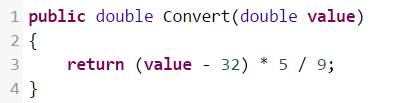 1 public double Convert(double value)
2 {
3     return (value - 32) * 5 / 9;
4 }